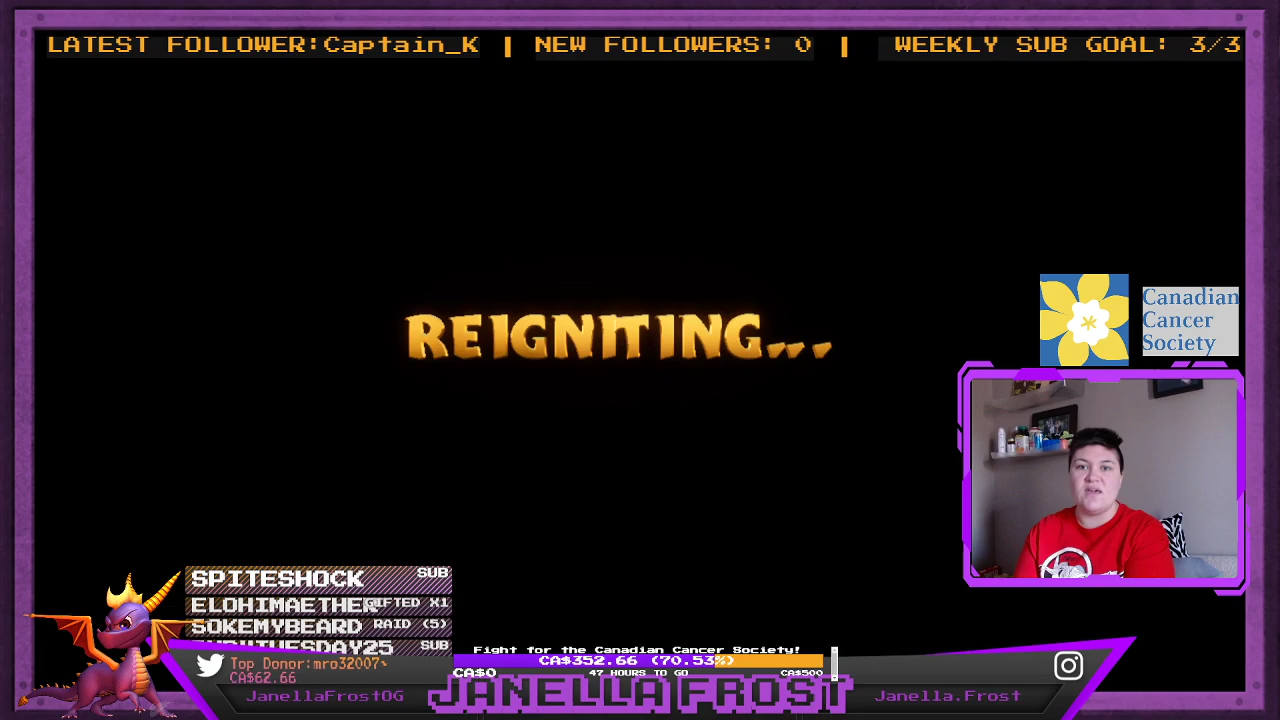 LATEST FOLLOWER:Captain_K | NEW FOLLOWERS: 0 | WEEKLY SUB GOAL: 3/3
REIGNITING...
Canadian
Cancer
Society
SPITESHOCK SUB
ELOHIMAETHER GIFTED X1
SOKEMYBEARD RAID (5)
SUB
Fight for the Canadian Cancer Society!
CA$352.66 (70.53%)
CA$0 47 HOURS TO GO CA$500
Top Donor:mro32007
CA$62.66
JanellaFrostOG
JANELLA FROST
Janella.Frost